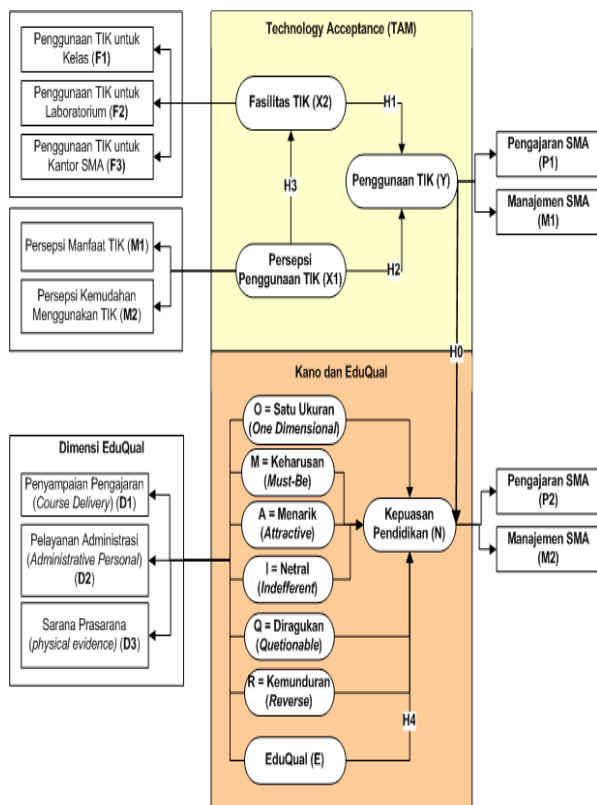 Technology Acceptance (TAM)
Penggunaan TIK untuk
Kelas (F1)
Penggunaan TIK untuk
Laboratorium (F2)
Penggunaan TIK untuk
Kantor SMA (F3)
Fasilitas TIK (X2)
H1
Penggunaan TIK (Y)
Pengajaran SMA
(P1)
Manajemen SMA
(M1)
H3
Persepsi Manfaat TIK (M1)
Persepsi Kemudahan
Menggunakan TIK (M2)
Persepsi
Penggunaan TIK (X1)
H2
H0
Kano dan EduQual
O = Satu Ukuran
(One Dimensional)
M = Keharusan
(Must-Be)
A = Menarik
(Attractive)
I = Netral
(Indefferent)
Q = Diragukan
(Quetionable)
R = Kemunduran
(Reverse)
EduQual (E)
H4
Kepuasan
Pendidikan (N)
Pengajaran SMA
(P2)
Manajemen SMA
(M2)
Dimensi EduQual
Penyampaian Pengajaran
(Course Delivery) (D1)
Pelayanan Administrasi
(Administrative Personal)
(D2)
Sarana Prasarana
(physical evidence) (D3)